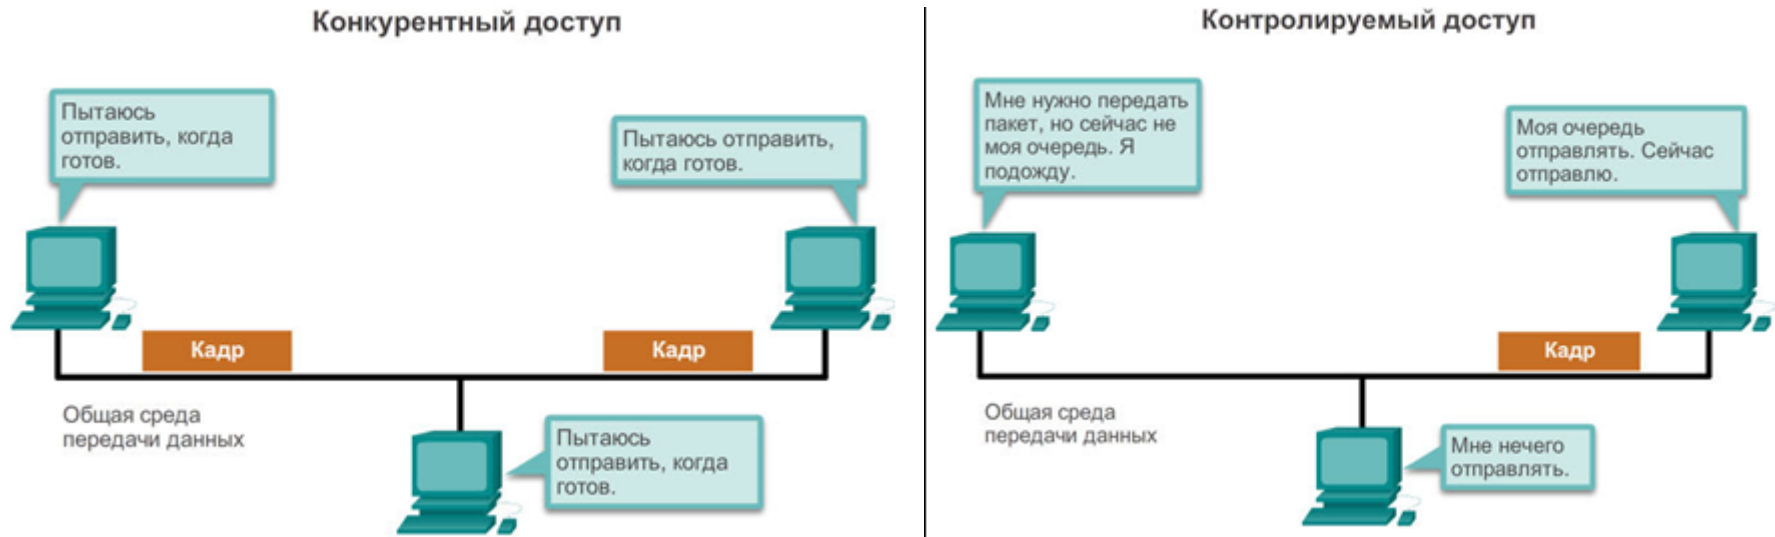 Конкурентный доступ
Пытаюсь
отправить, когда
готов.
Пытаюсь отправить,
когда готов.
Кадр
Кадр
Общая среда
передачи данных
Пытаюсь
отправить, когда
готов.
Контролируемый доступ
Мне нужно передать
пакет, но сейчас не
моя очередь. Я
подожду.
Моя очередь
отправлять. Сейчас
отправлю.
Кадр
Общая среда
передачи данных
Мне нечего
отправлять.